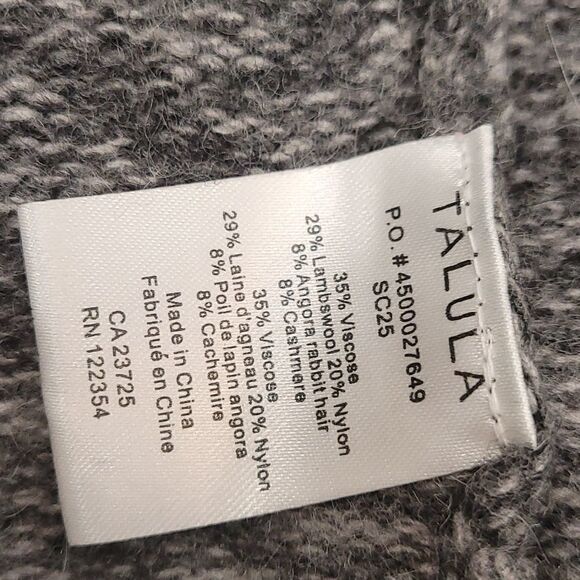 TALULA
P.O.#4500027649
SC25
35% Viscose
29% Lambswool 20% Nylon
8% Angora rabbit hair
8% Cashmere
35% Viscose
29% Laine d'agneau 20% Nylon
8% Poil de lapin angora
8% Cachemire
Made in China
Fabriqué en Chine
CA 23725
RN 122354